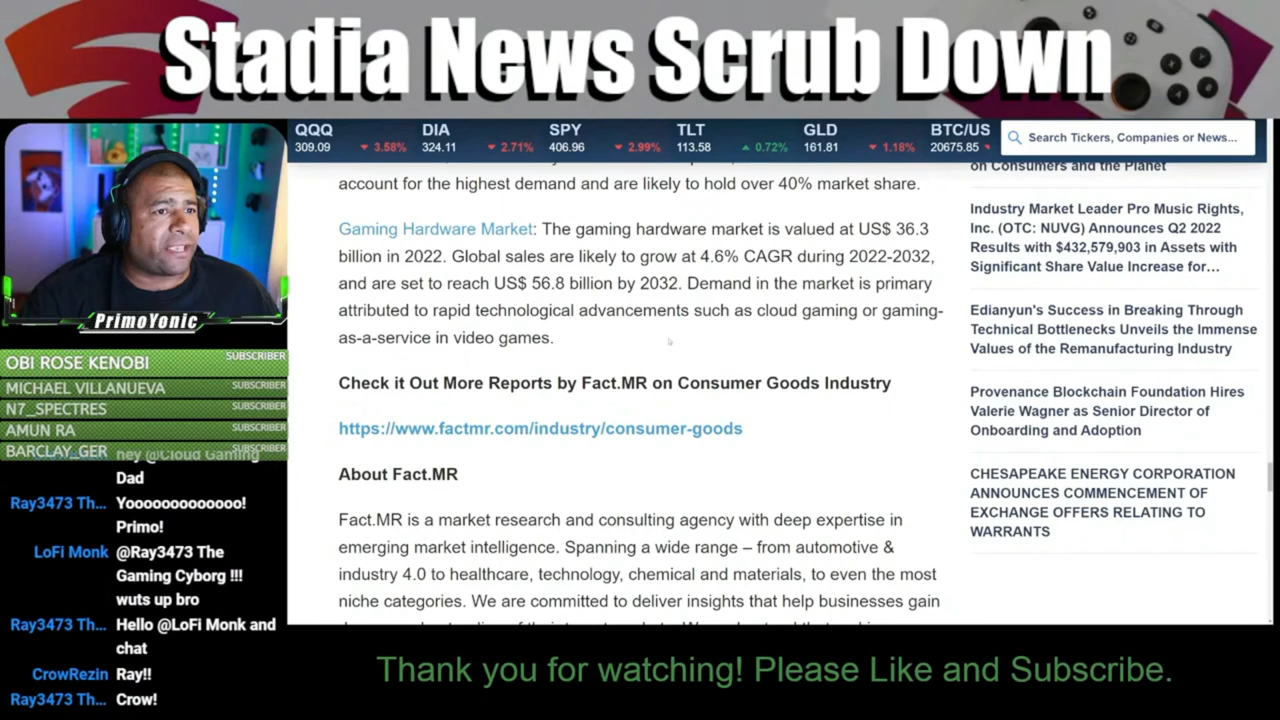 Stadia News Scrub Down
QQQ
309.09 ▼ 3.58%
DIA
324.11 ▼ 2.71%
SPY
406.96 ▼ 2.99%
TLT
113.58 ▲ 0.72%
GLD
161.81 ▼ 1.18%
BTC/US
20675.85
Search Tickers, Companies or News...
account for the highest demand and are likely to hold over 40% market share.
Gaming Hardware Market: The gaming hardware market is valued at US$ 36.3
billion in 2022. Global sales are likely to grow at 4.6% CAGR during 2022-2032,
and are set to reach US$ 56.8 billion by 2032. Demand in the market is primary
attributed to rapid technological advancements such as cloud gaming or gaming-
as-a-service in video games.
Check it Out More Reports by Fact.MR on Consumer Goods Industry
https://www.factmr.com/industry/consumer-goods
About Fact.MR
Fact.MR is a market research and consulting agency with deep expertise in
emerging market intelligence. Spanning a wide range – from automotive &
industry 4.0 to healthcare, technology, chemical and materials, to even the most
niche categories. We are committed to deliver insights that help businesses gain
on Consumers and the Planet
Industry Market Leader Pro Music Rights,
Inc. (OTC: NUVG) Announces Q2 2022
Results with $432,579,903 in Assets with
Significant Share Value Increase for...
Edianyun's Success in Breaking Through
Technical Bottlenecks Unveils the Immense
Values of the Remanufacturing Industry
Provenance Blockchain Foundation Hires
Valerie Wagner as Senior Director of
Onboarding and Adoption
CHESAPEAKE ENERGY CORPORATION
ANNOUNCES COMMENCEMENT OF
EXCHANGE OFFERS RELATING TO
WARRANTS
PrimoYonic
OBI ROSE KENOBI SUBSCRIBER
MICHAEL VILLANUEVA SUBSCRIBER
N7_SPECTRES SUBSCRIBER
AMUN RA SUBSCRIBER
BARCLAY_GER SUBSCRIBER
hey @Cloud Gaming
Dad
Ray3473 Th... Yooooooooooooo!
Primo!
LoFi Monk @Ray3473 The
Gaming Cyborg !!!
wuts up bro
Ray3473 Th... Hello @LoFi Monk and
chat
CrowRezin Ray!!
Ray3473 Th... Crow!
Thank you for watching! Please Like and Subscribe.